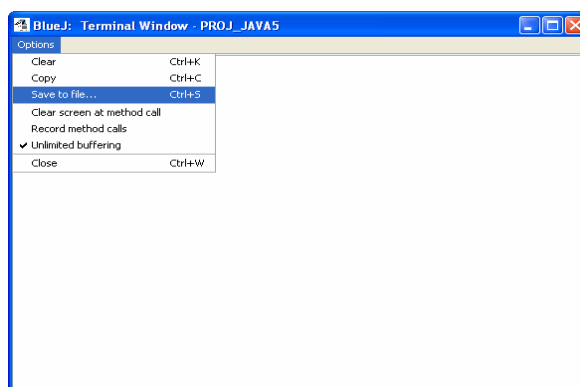 BlueJ: Terminal Window - PROJ_JAVA5
Options
Clear Ctrl+K
Copy Ctrl+C
Save to file... Ctrl+S
Clear screen at method call
Record method calls
Unlimited buffering
Close Ctrl+W